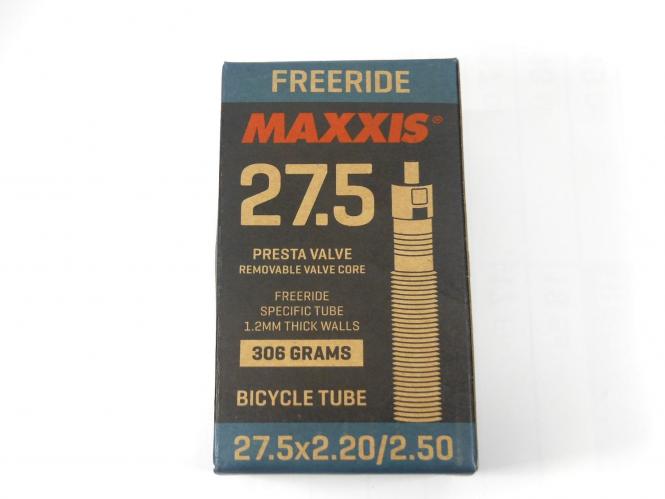 FREERIDE
MAXXIS®
27.5
PRESTA VALVE
REMOVABLE VALVE CORE
FREERIDE
SPECIFIC TUBE
1.2MM THICK WALLS
306 GRAMS
BICYCLE TUBE
27.5x2.20/2.50